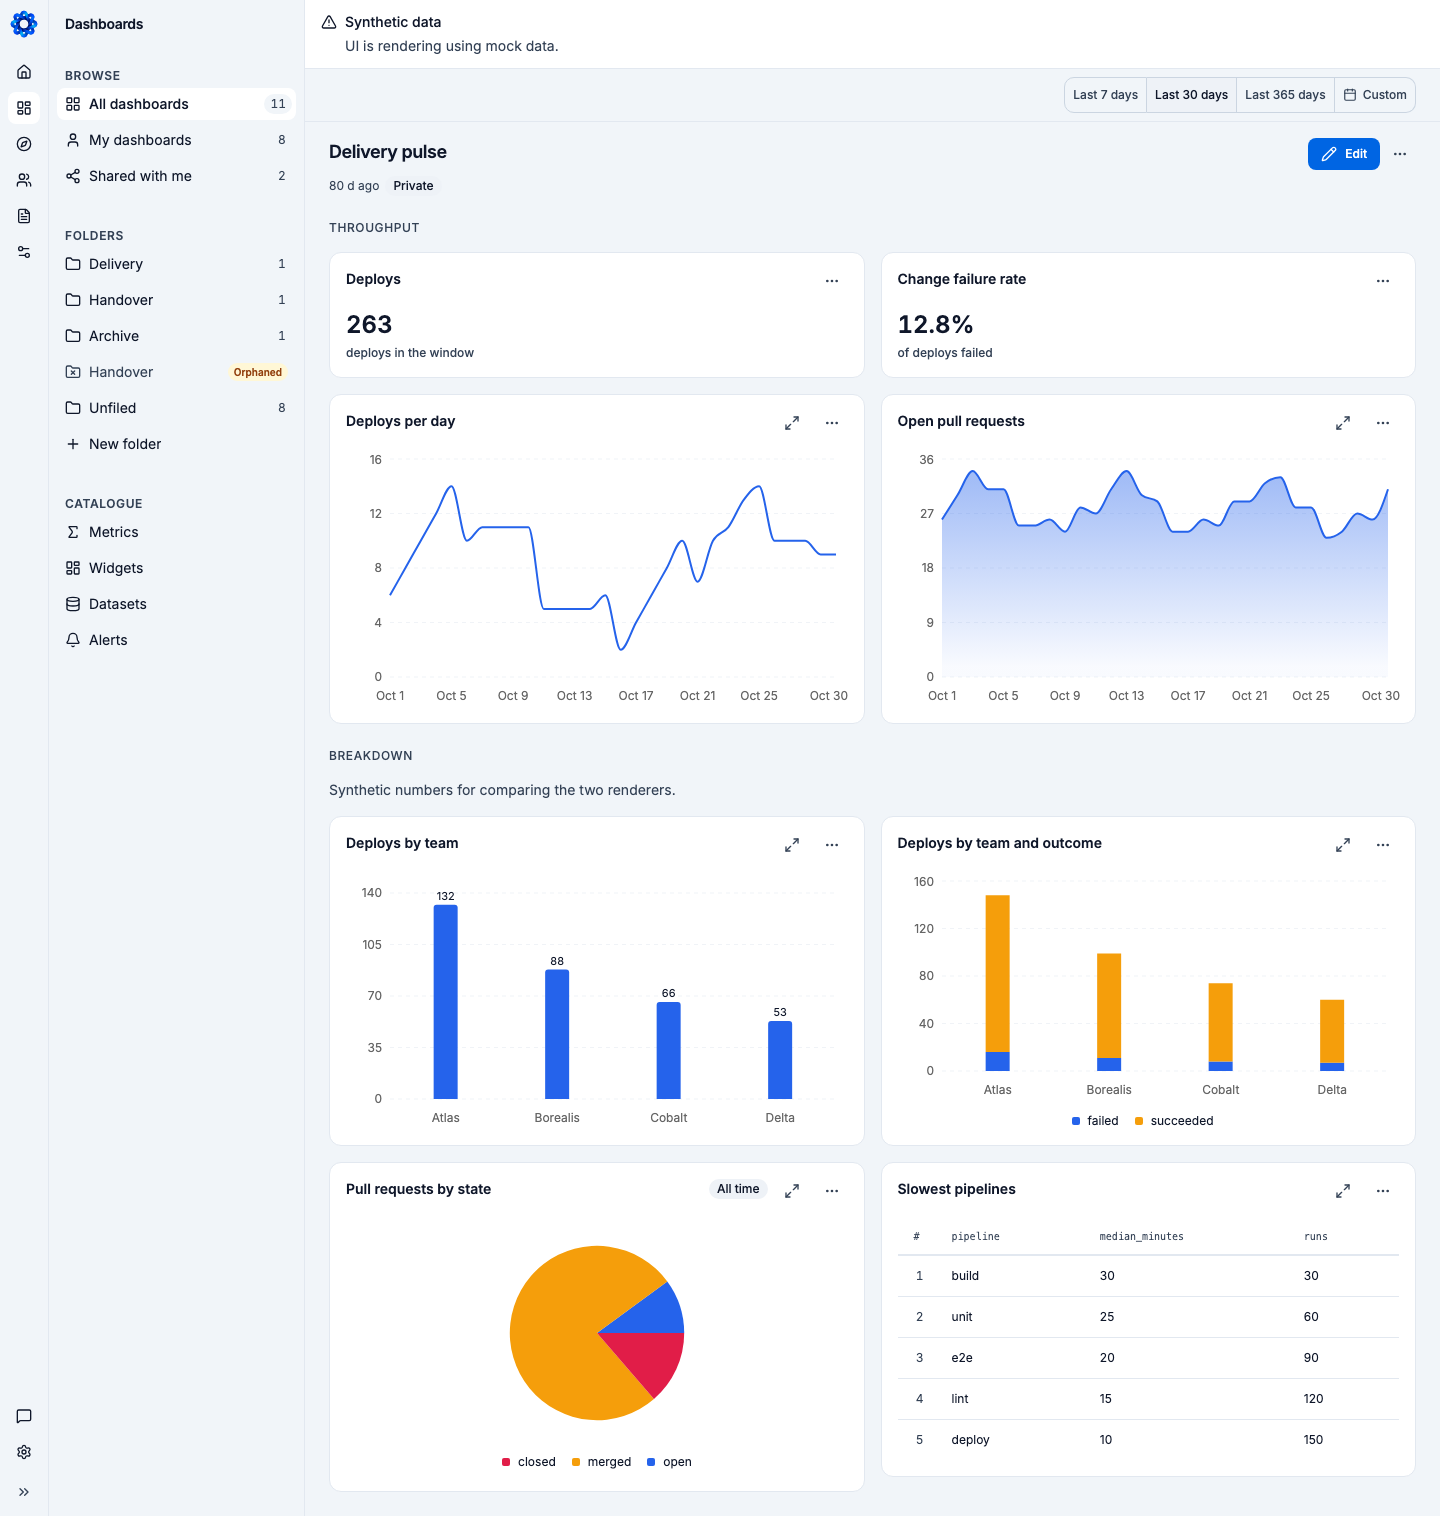 Dashboards
BROWSE
All dashboards 11
My dashboards 8
Shared with me 2
FOLDERS
Delivery 1
Handover 1
Archive 1
Handover Orphaned
Unfiled 8
New folder
CATALOGUE
Metrics
Widgets
Datasets
Alerts
Synthetic data
UI is rendering using mock data.
Last 7 days Last 30 days Last 365 days Custom
Delivery pulse
Edit
80 d ago Private
THROUGHPUT
Deploys
263
deploys in the window
Change failure rate
12.8%
of deploys failed
Deploys per day
16
12
8
4
0
Oct 1 Oct 5 Oct 9 Oct 13 Oct 17 Oct 21 Oct 25 Oct 30
Open pull requests
36
27
18
9
0
Oct 1 Oct 5 Oct 9 Oct 13 Oct 17 Oct 21 Oct 25 Oct 30
BREAKDOWN
Synthetic numbers for comparing the two renderers.
Deploys by team
140
105
70
35
0
132
88
66
53
Atlas Borealis Cobalt Delta
Deploys by team and outcome
160
120
80
40
0
Atlas Borealis Cobalt Delta
failed succeeded
Pull requests by state
All time
closed merged open
Slowest pipelines
# pipeline median_minutes runs
1 build 30 30
2 unit 25 60
3 e2e 20 90
4 lint 15 120
5 deploy 10 150